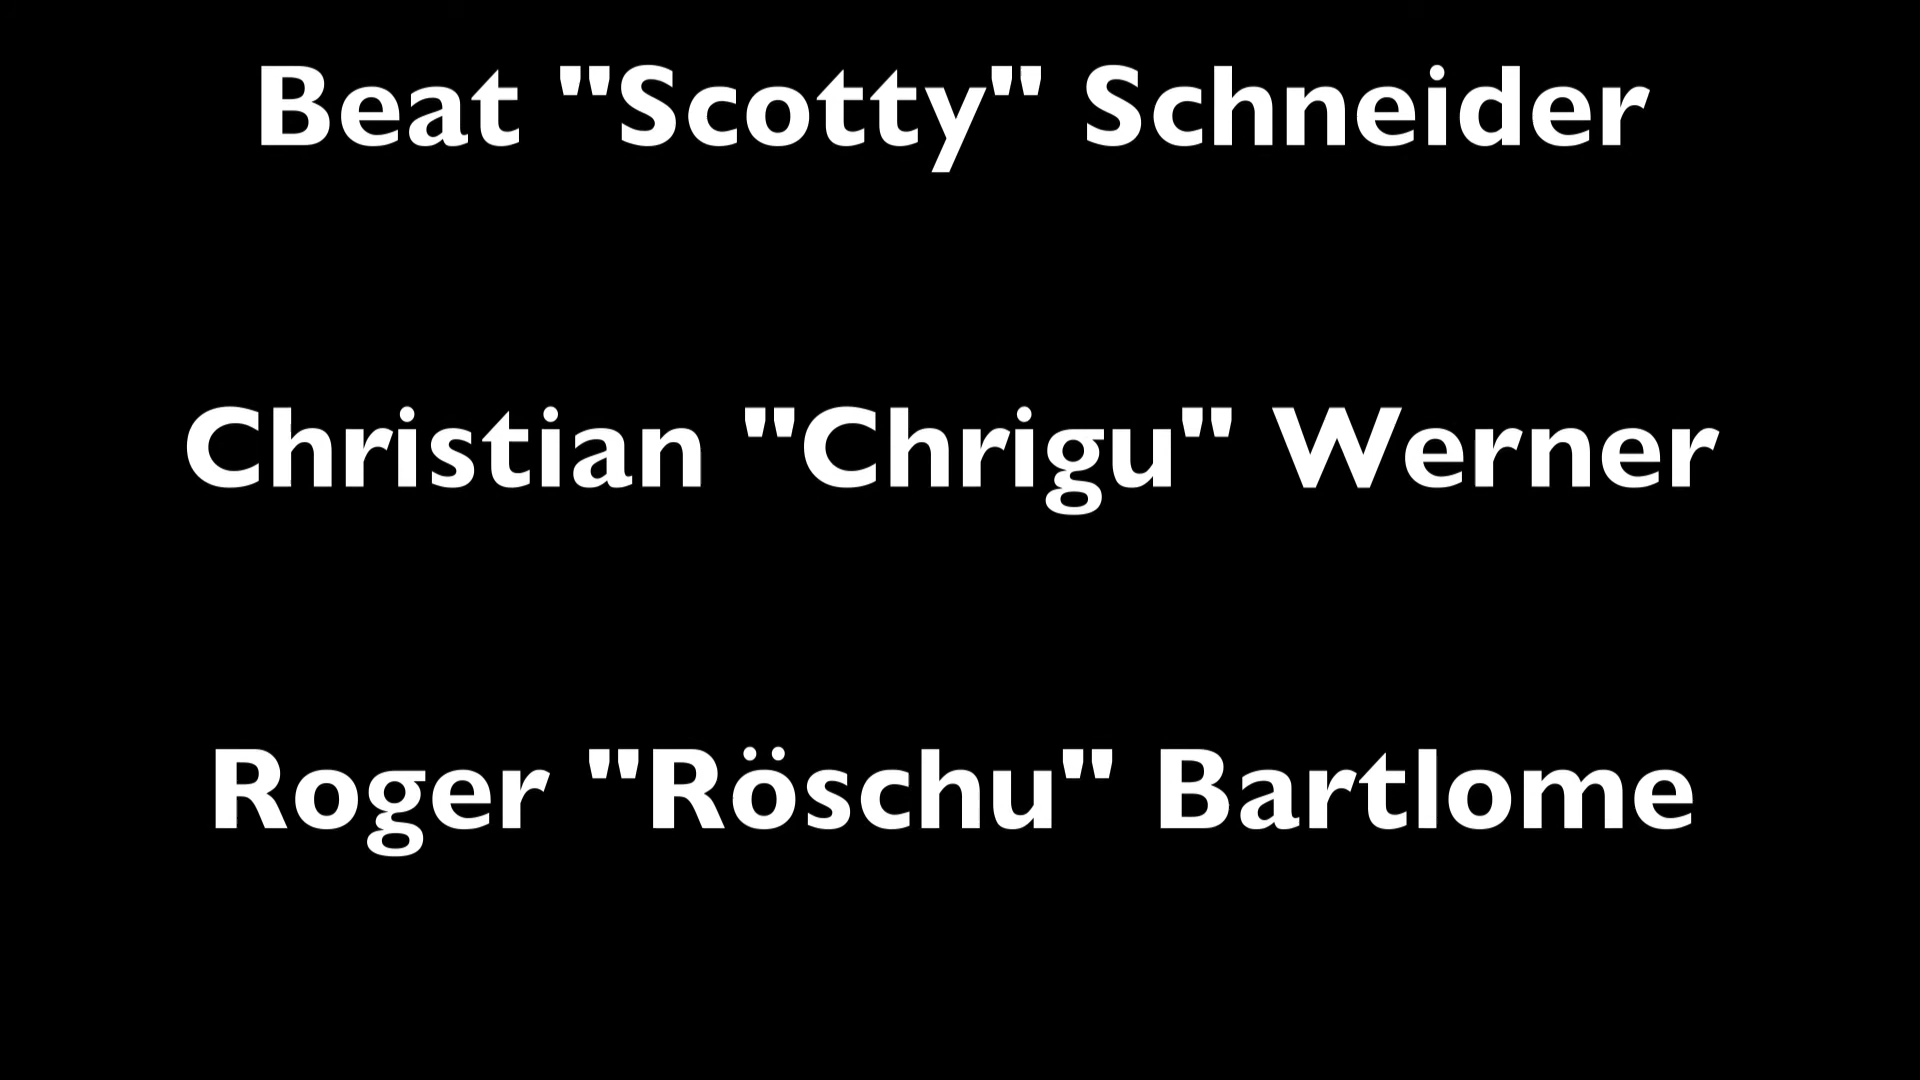 Beat "Scotty" Schneider
Christian "Chrigu" Werner
Roger "Röschu" Bartlome